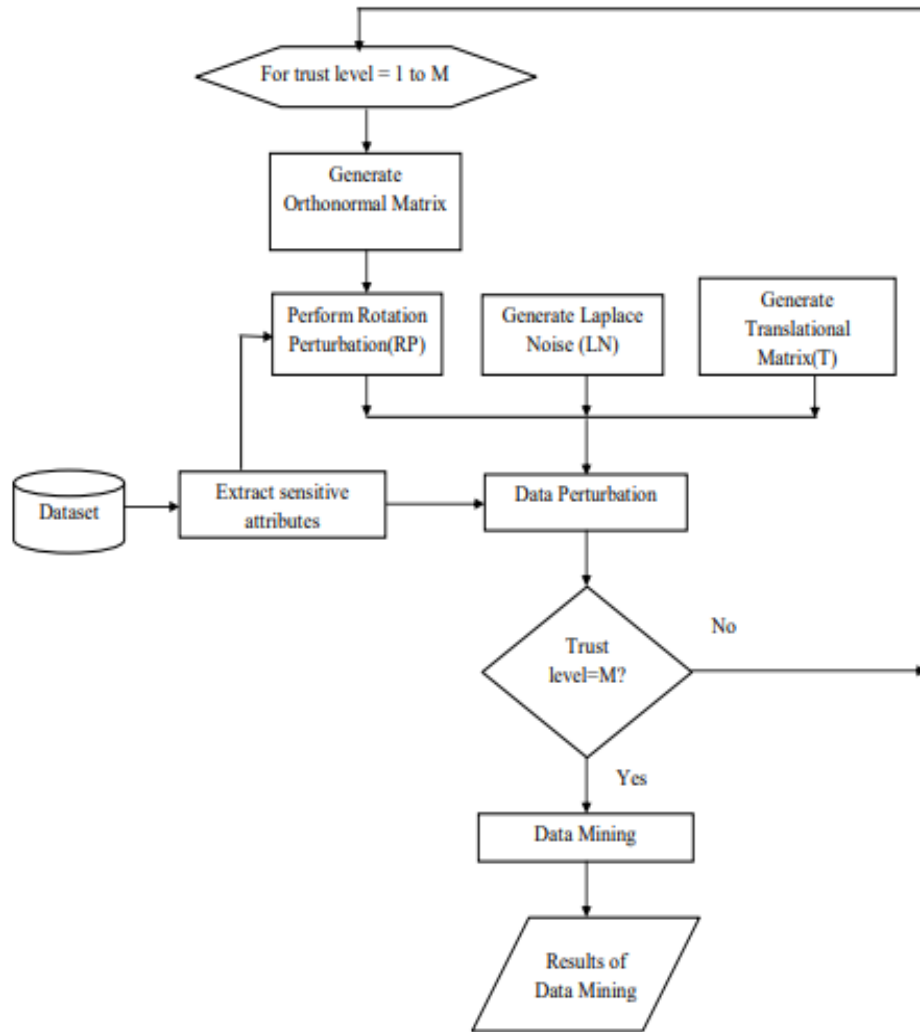 For trust level = 1 to M
Generate
Orthonormal Matrix
Perform Rotation
Perturbation(RP)
Generate Laplace
Noise (LN)
Generate
Translational
Matrix(T)
Dataset
Extract sensitive
attributes
Data Perturbation
Trust
level=M?
No
Yes
Data Mining
Results of
Data Mining